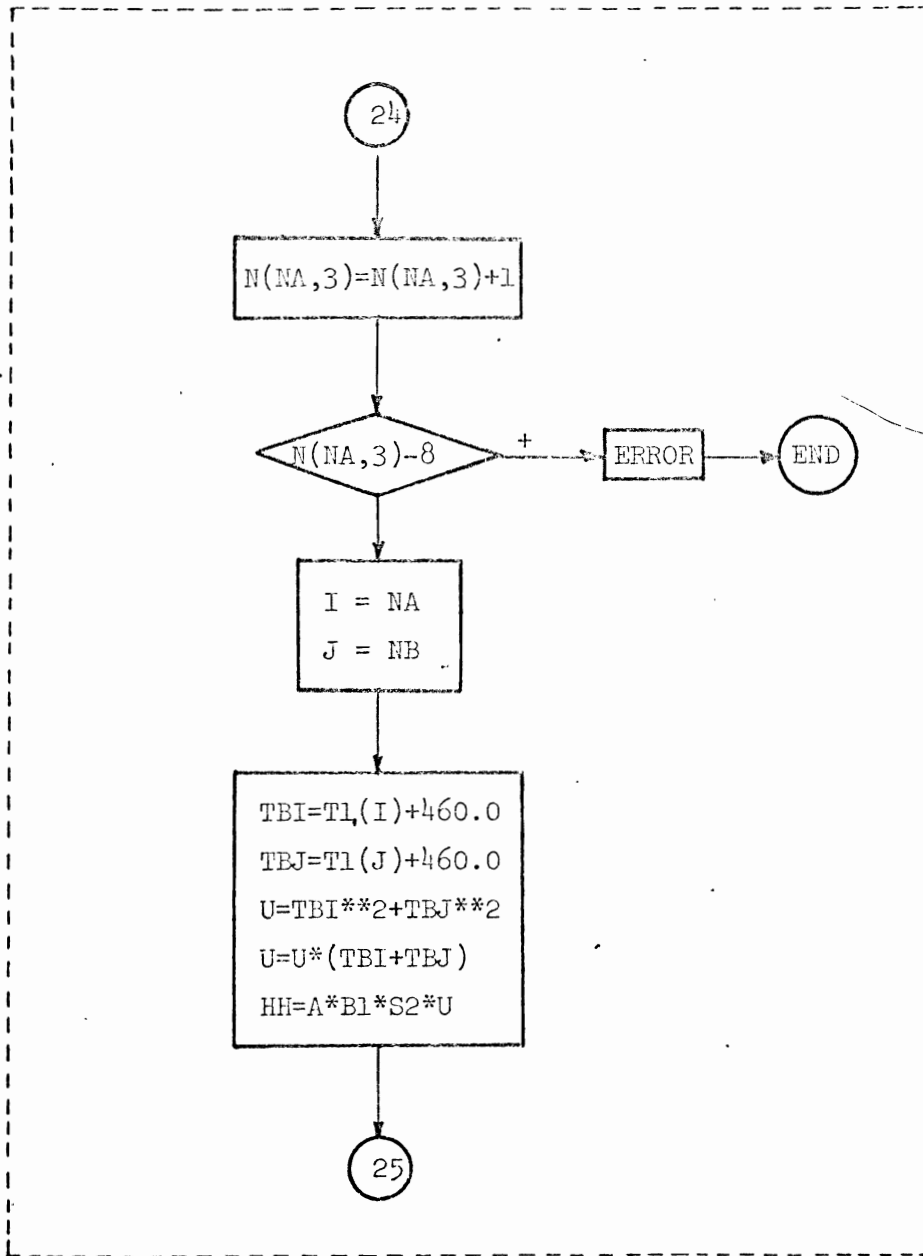 24
N(NA,3)=N(NA,3)+1
N(NA,3)-8
+
ERROR
END
I = NA
J = NB
TBI=T1(I)+460.0
TBJ=T1(J)+460.0
U=TBI**2+TBJ**2
U=U*(TBI+TBJ)
HH=A*B1*S2*U
25